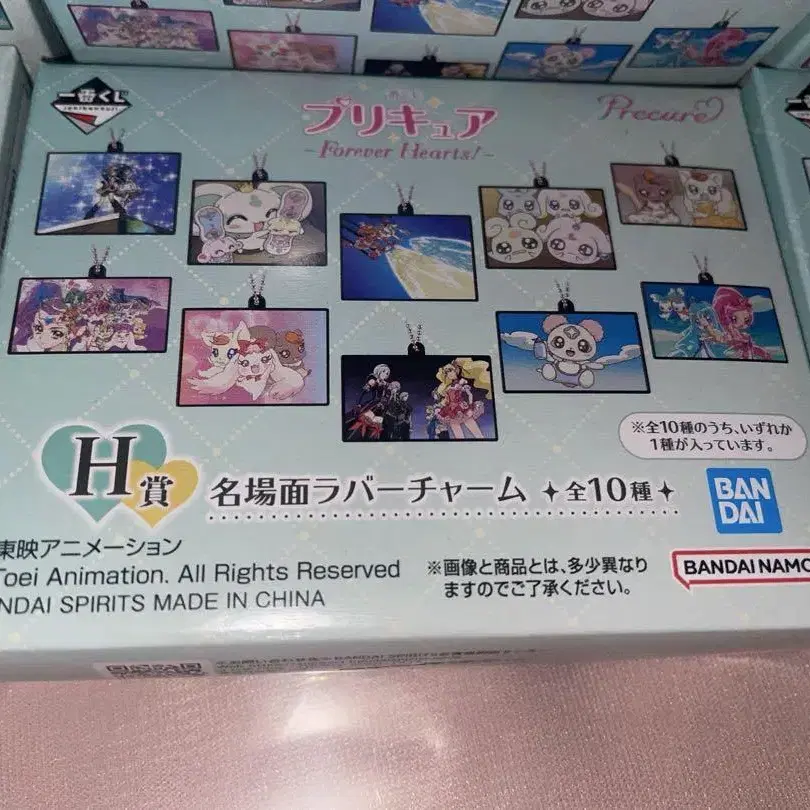 一番くじ
プリキュア
Precure
-Forever Hearts!-
※全10種のうち、いずれか
1種が入っています。
H賞 名場面ラバーチャーム ✦全10種✦
BAN
DAI
東映アニメーション
Toei Animation. All Rights Reserved
NDAI SPIRITS MADE IN CHINA
※画像と商品とは、多少異なり
ますのでご了承ください。
BANDAI NAMCO